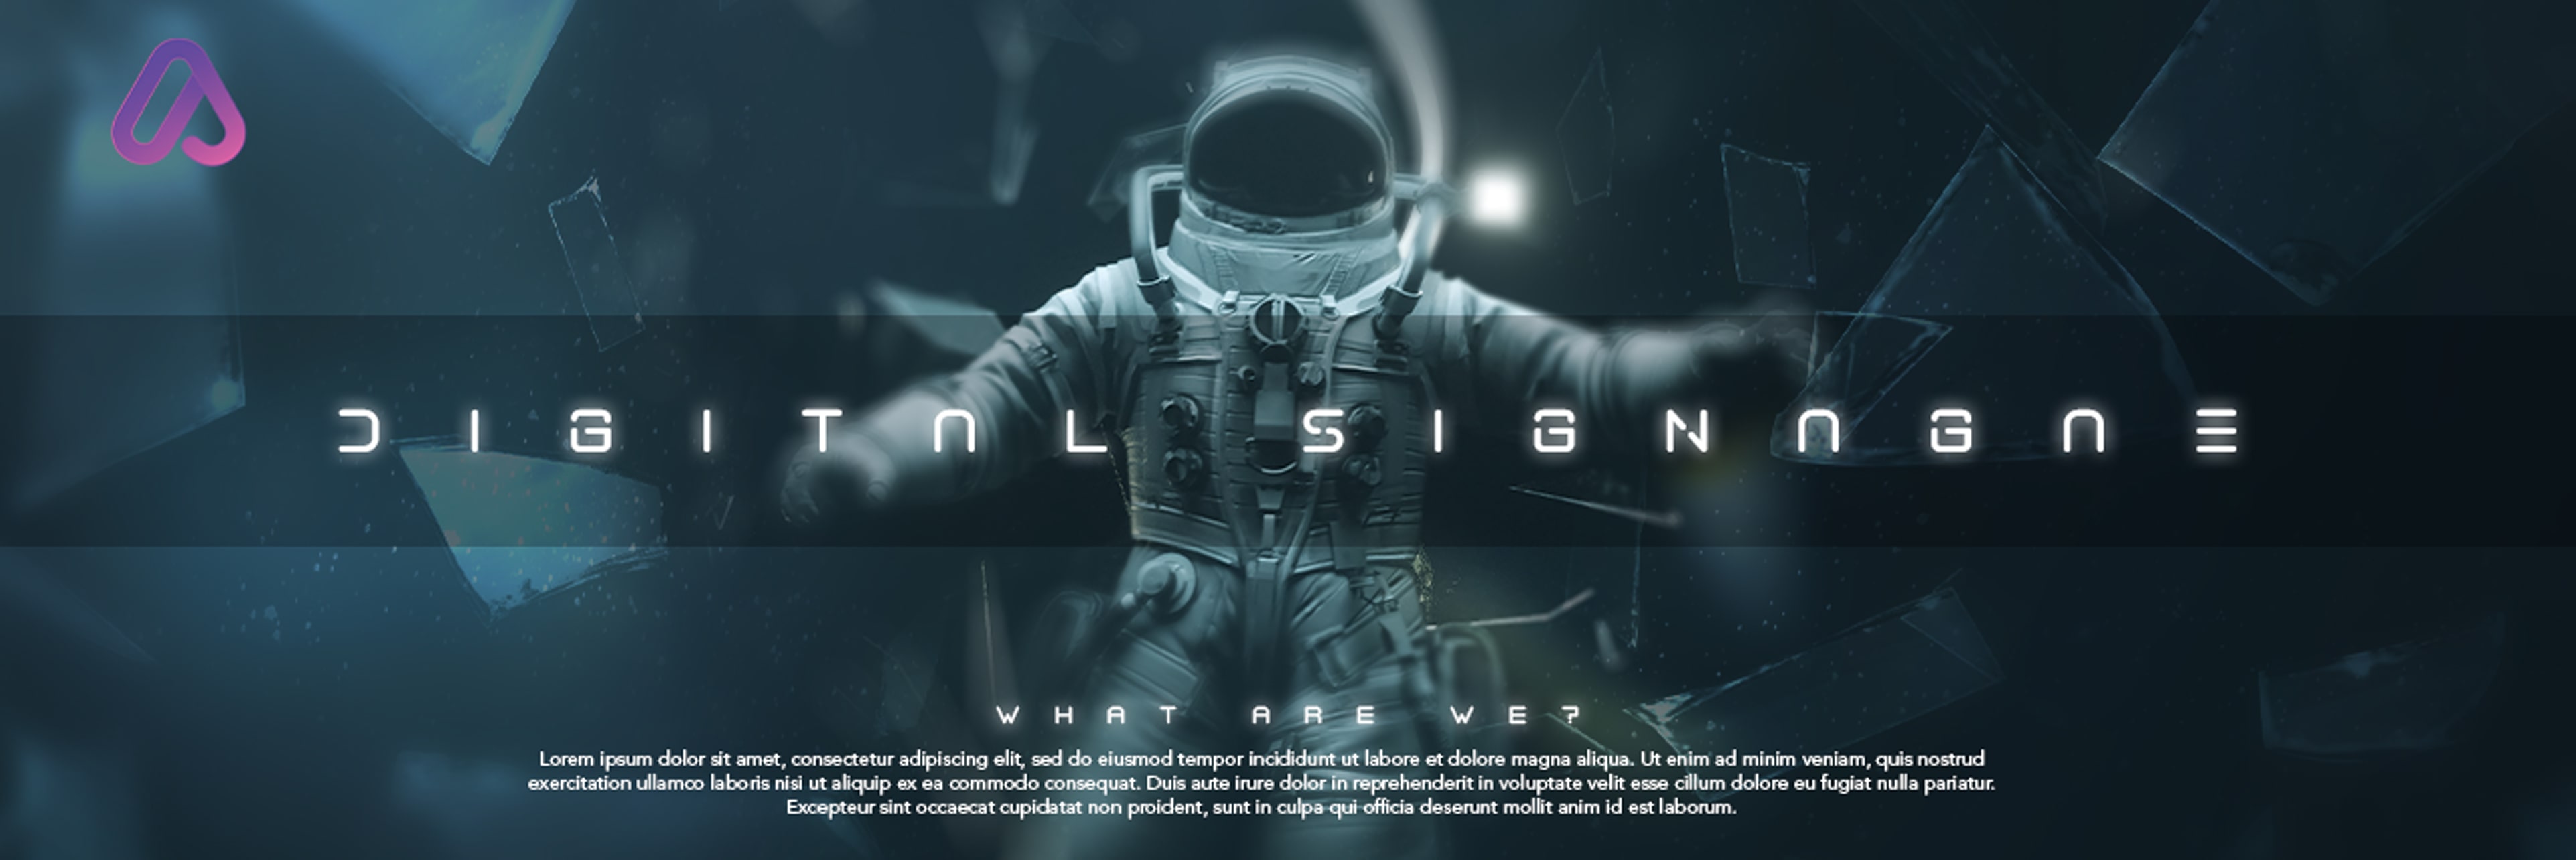 DIGITAL SIGNAGAE
WHAT ARE WE?
Lorem ipsum dolor sit amet, consectetur adipiscing elit, sed do eiusmod tempor incididunt ut labore et dolore magna aliqua. Ut enim ad minim veniam, quis nostrud
exercitation ullamco laboris nisi ut aliquip ex ea commodo consequat. Duis aute irure dolor in reprehenderit in voluptate velit esse cillum dolore eu fugiat nulla pariatur.
Excepteur sint occaecat cupidatat non proident, sunt in culpa qui officia deserunt mollit anim id est laborum.